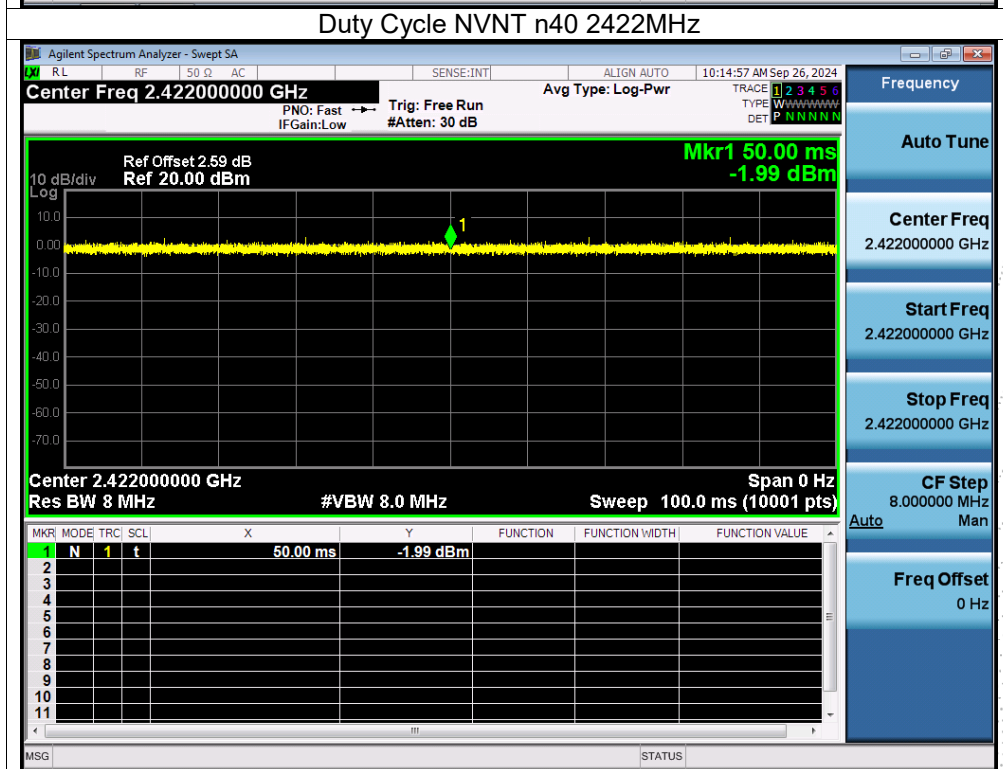 Duty Cycle NVNT n40 2422MHz
Agilent Spectrum Analyzer - Swept SA
LXI RL RF 50 Ω AC SENSE:INT ALIGN AUTO 10:14:57 AM Sep 26, 2024
Center Freq 2.422000000 GHz
PNO: Fast
IFGain:Low
Trig: Free Run
#Atten: 30 dB
Avg Type: Log-Pwr
TRACE 1 2 3 4 5 6
TYPE WWWWWW
DET P N N N N N
Ref Offset 2.59 dB
Ref 20.00 dBm
Mkr1 50.00 ms
-1.99 dBm
10 dB/div
Log
10.0
0.00
-10.0
-20.0
-30.0
-40.0
-50.0
-60.0
-70.0
1
Center 2.422000000 GHz Span 0 Hz
Res BW 8 MHz #VBW 8.0 MHz Sweep 100.0 ms (10001 pts)
MKR MODE TRC SCL X Y FUNCTION FUNCTION WIDTH FUNCTION VALUE
1 N 1 t 50.00 ms -1.99 dBm
2
3
4
5
6
7
8
9
10
11
MSG STATUS
Frequency
Auto Tune
Center Freq
2.422000000 GHz
Start Freq
2.422000000 GHz
Stop Freq
2.422000000 GHz
CF Step
8.000000 MHz
Auto Man
Freq Offset
0 Hz